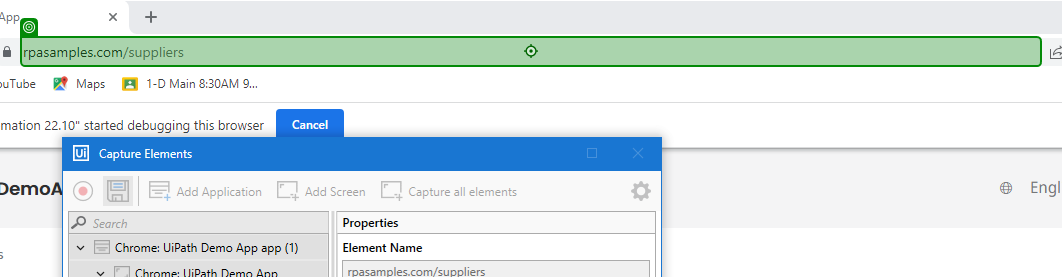 App
rpasamples.com/suppliers
ouTube Maps 1-D Main 8:30AM 9...
mation 22.10" started debugging this browser Cancel
Ui Capture Elements
DemoA Engl
Add Application Add Screen Capture all elements
Search Properties
Chrome: UiPath Demo App app (1) Element Name
s
Chrome: UiPath Demo App rpasamples.com/suppliers